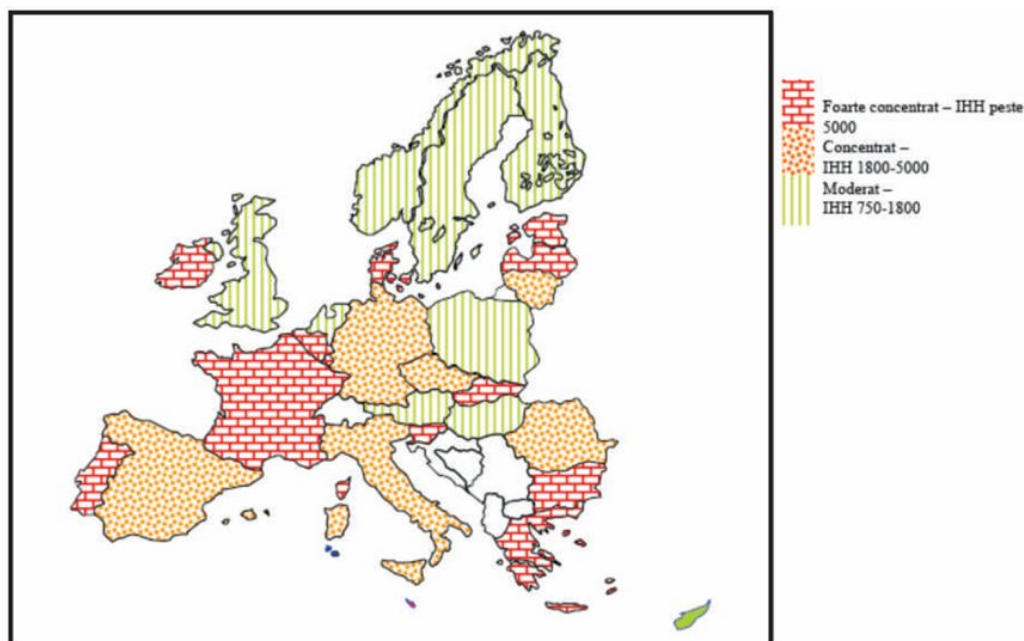 Foarte concentrat – IHH peste
5000
Concentrat –
IHH 1800-5000
Moderat –
IHH 750-1800